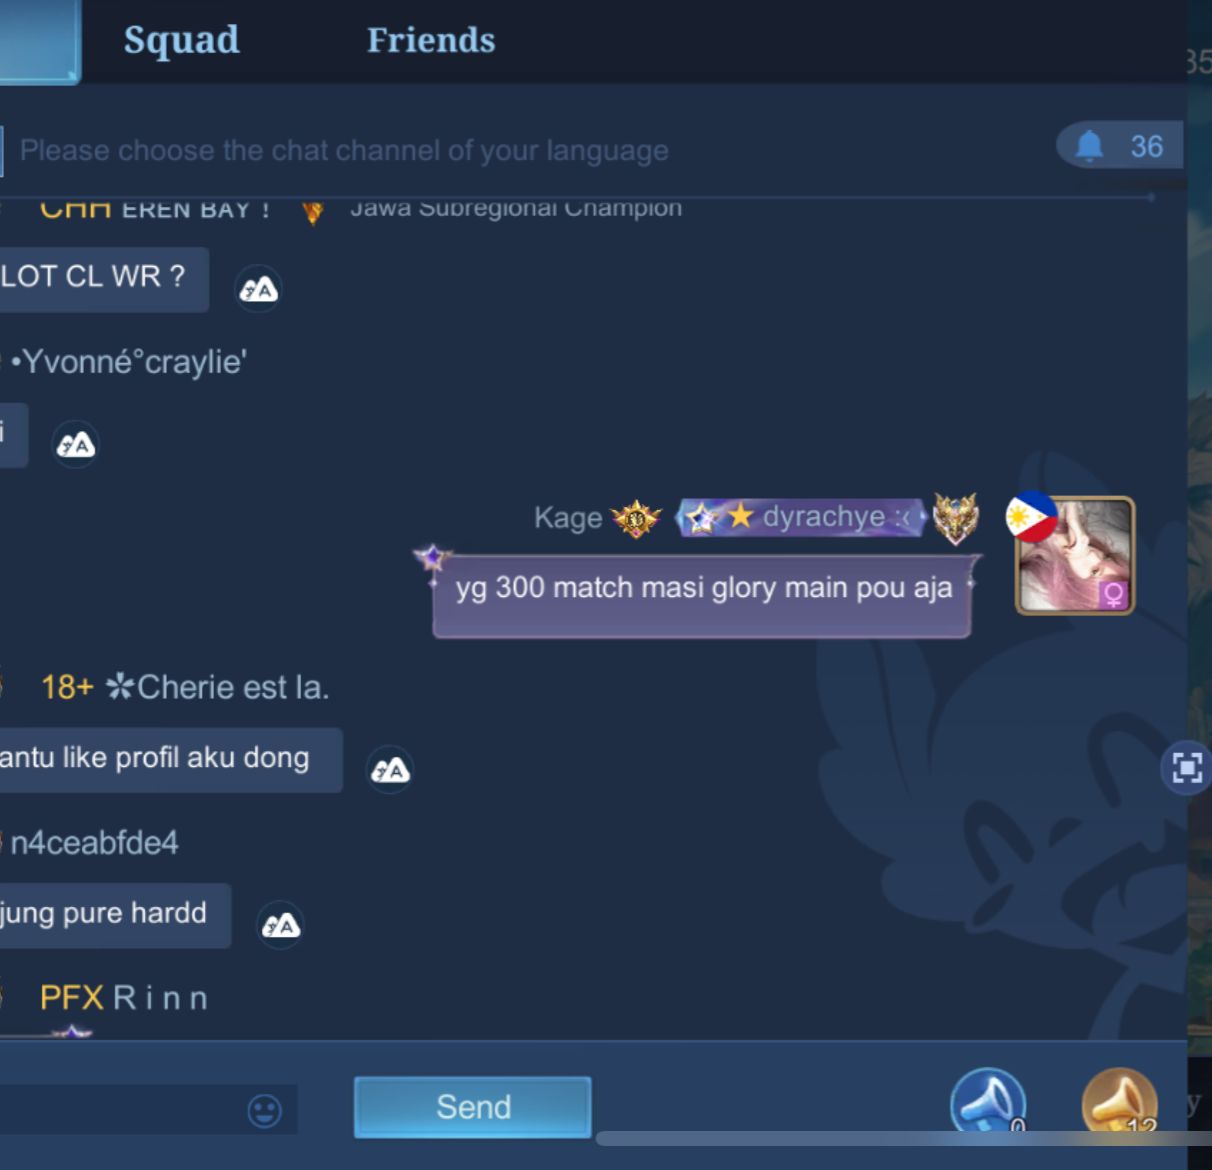 Squad
Friends
Please choose the chat channel of your language
36
CHH EREN BAY ! Jawa Subregional Champion
LOT CL WR ?
•Yvonné°craylie'
i
Kage dyrachye :‹
yg 300 match masi glory main pou aja
18+ ✲Cherie est la.
antu like profil aku dong
n4ceabfde4
jung pure hardd
PFX R i n n
Send
0
12
y